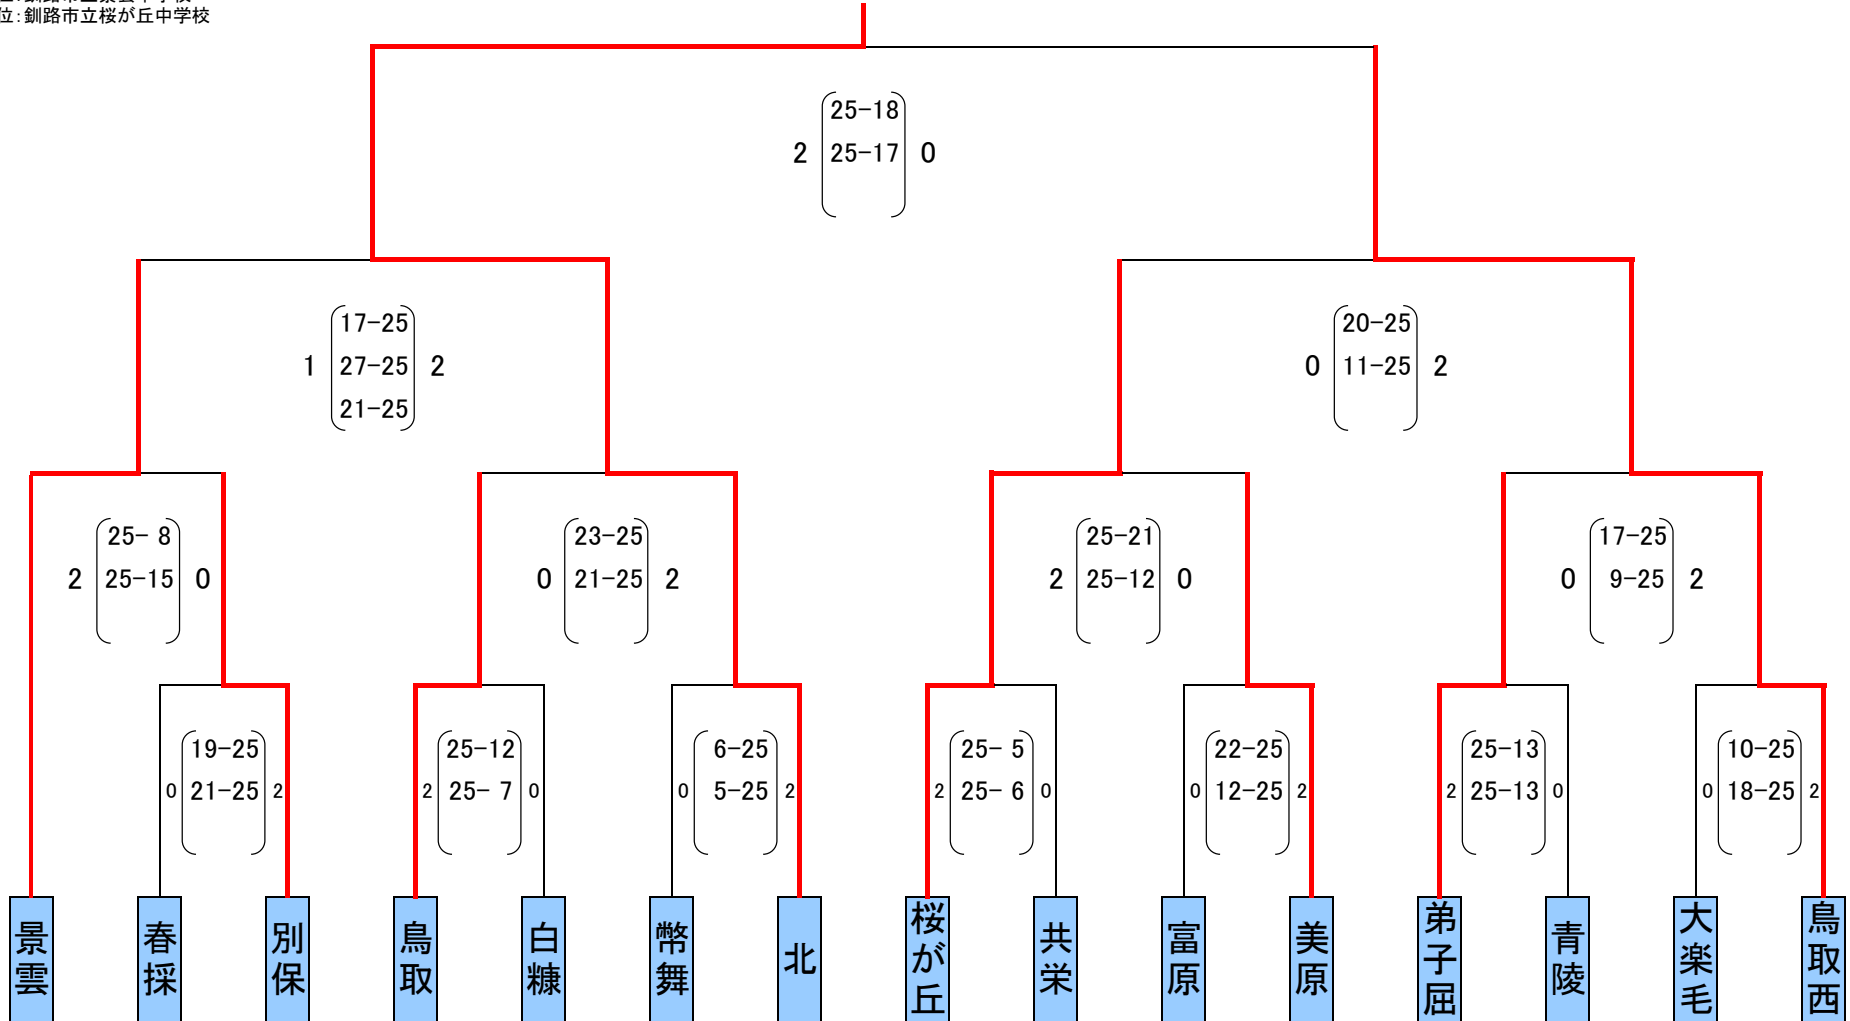 位：釧路市立桜が丘中学校
25-18
2 25-17 0
17-25
1 27-25 2
21-25
20-25
0 11-25 2
25- 8
2 25-15 0
23-25
0 21-25 2
25-21
2 25-12 0
17-25
0 9-25 2
19-25
0 21-25 2
25-12
2 25- 7 0
6-25
0 5-25 2
25- 5
2 25- 6 0
22-25
0 12-25 2
25-13
2 25-13 0
10-25
0 18-25 2
景雲
春採
別保
鳥取
白糠
幣舞
北
桜が丘
共栄
富原
美原
弟子屈
青陵
大楽毛
鳥取西